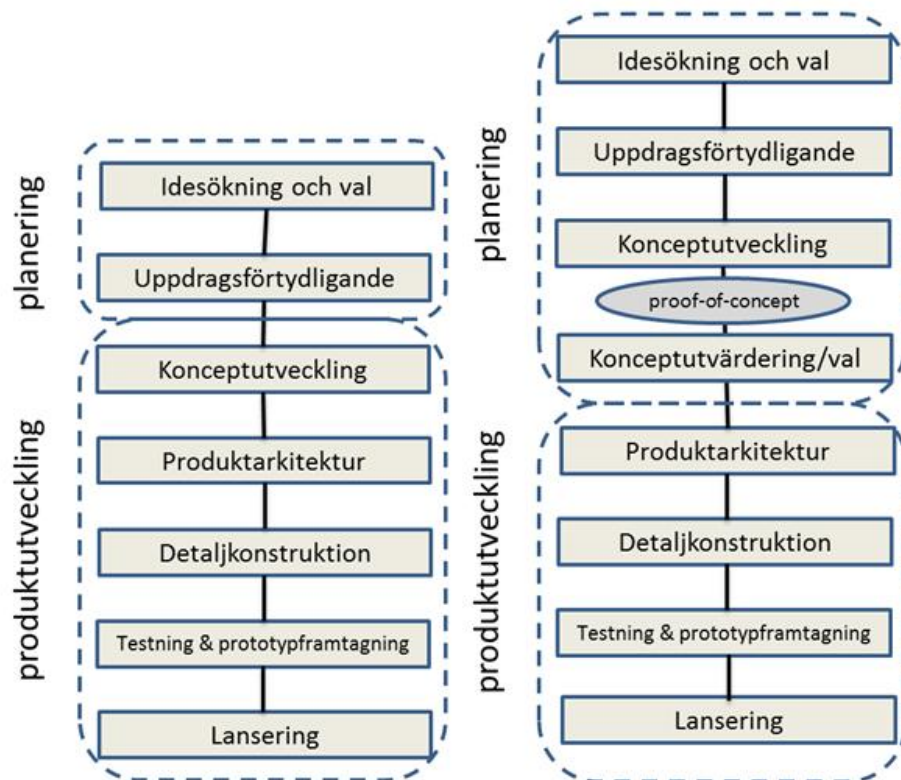 planering
Idesökning och val
Uppdragsförtydligande
produktutveckling
Konceptutveckling
Produktarkitektur
Detaljkonstruktion
Testning & prototypframtagning
Lansering
planering
Idesökning och val
Uppdragsförtydligande
Konceptutveckling
proof-of-concept
Konceptutvärdering/val
produktutveckling
Produktarkitektur
Detaljkonstruktion
Testning & prototypframtagning
Lansering